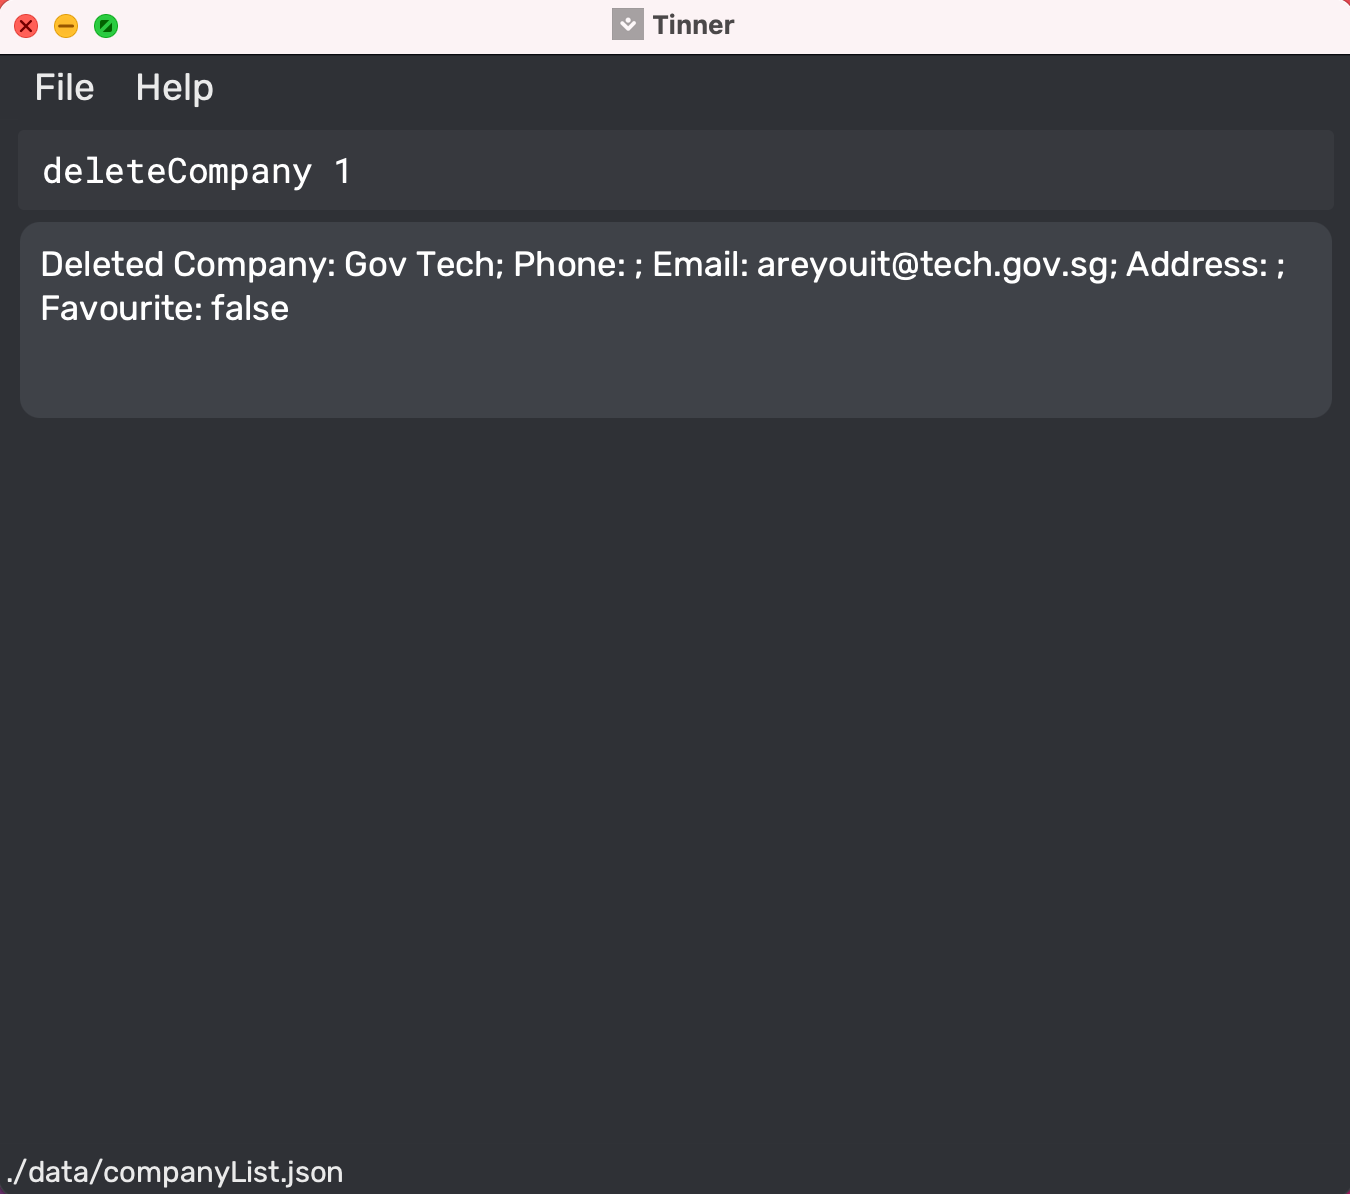 Tinner
File Help
deleteCompany 1
Deleted Company: Gov Tech; Phone: ; Email: areyouit@tech.gov.sg; Address: ;
Favourite: false
./data/companyList.json